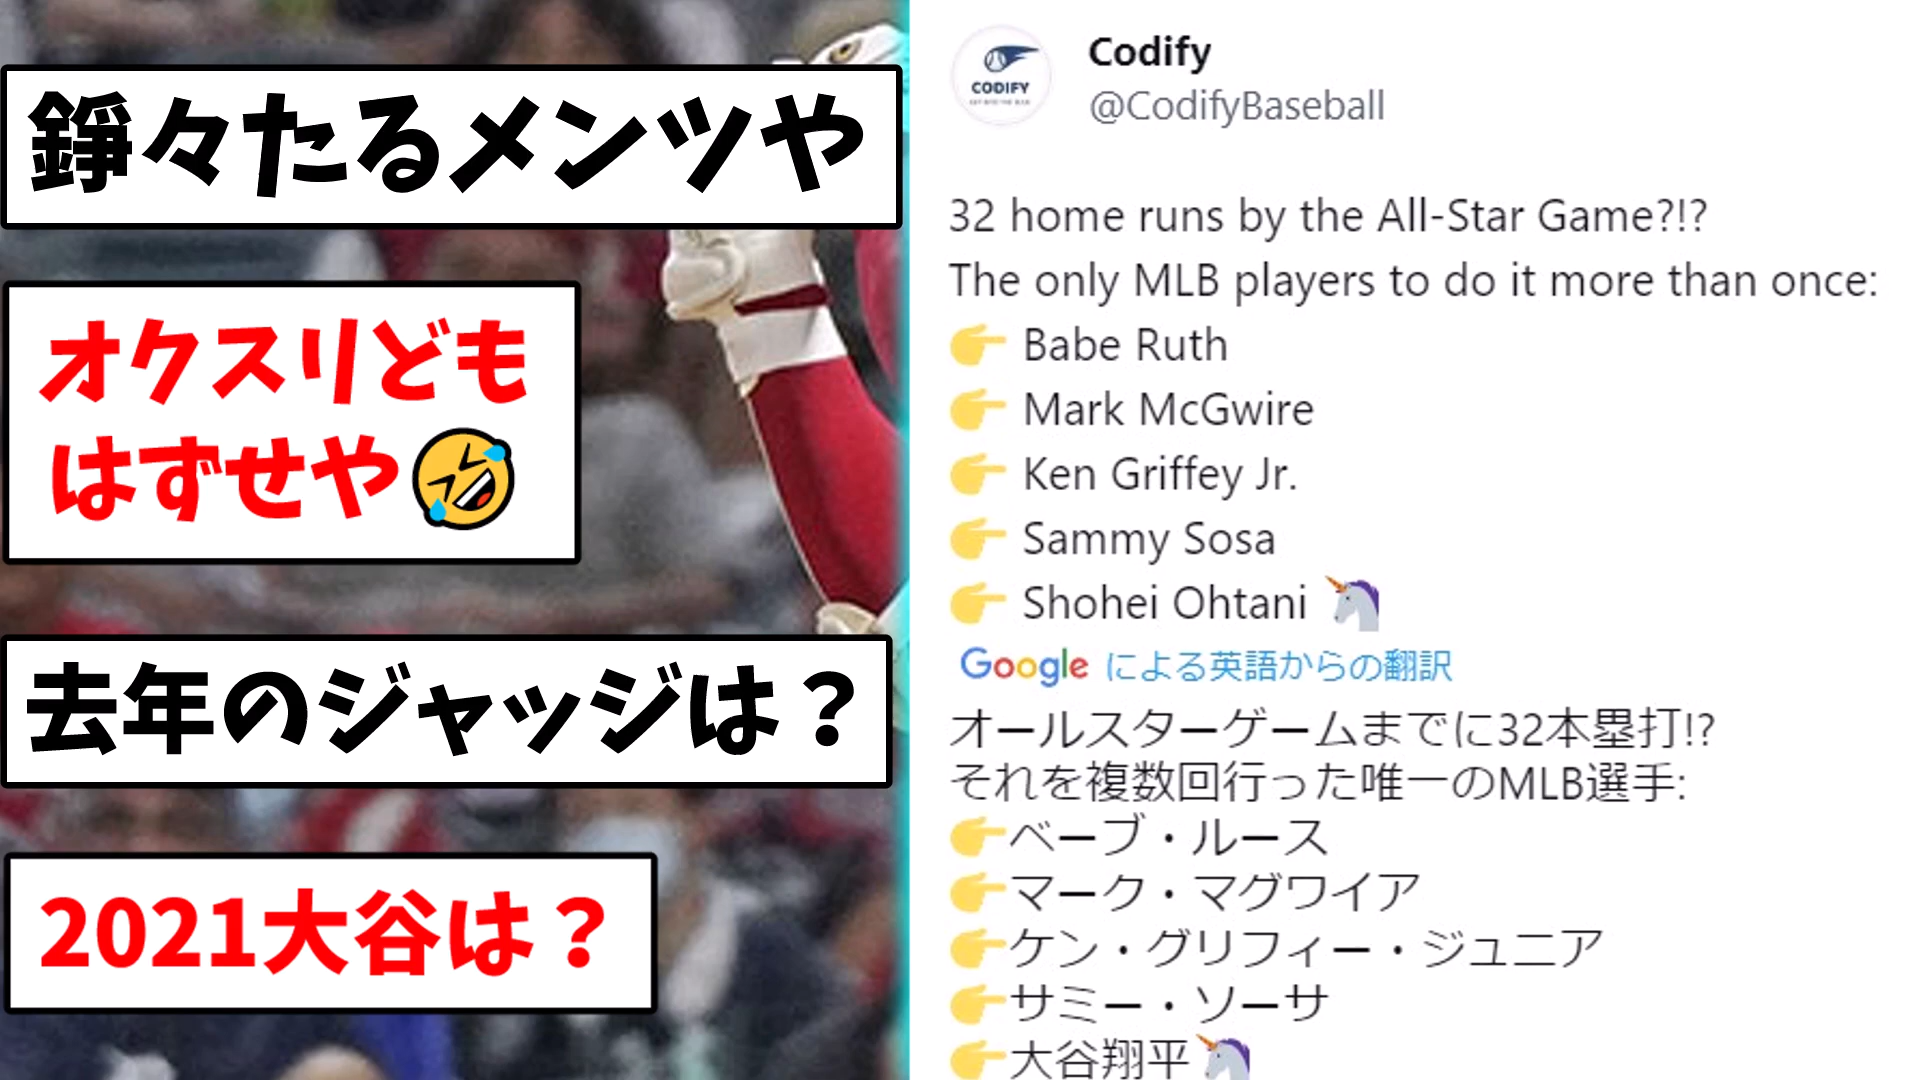 錚々たるメンツや
オクスリども
はずせや🤣
去年のジャッジは？
2021大谷は？
CODIFY
Codify
@CodifyBaseball
32 home runs by the All-Star Game?!?
The only MLB players to do it more than once:
👉 Babe Ruth
👉 Mark McGwire
👉 Ken Griffey Jr.
👉 Sammy Sosa
👉 Shohei Ohtani 🦄
Google による英語からの翻訳
オールスターゲームまでに32本塁打!?
それを複数回行った唯一のMLB選手:
👉ベーブ・ルース
👉マーク・マグワイア
👉ケン・グリフィー・ジュニア
👉サミー・ソーサ
👉大谷翔平🦄